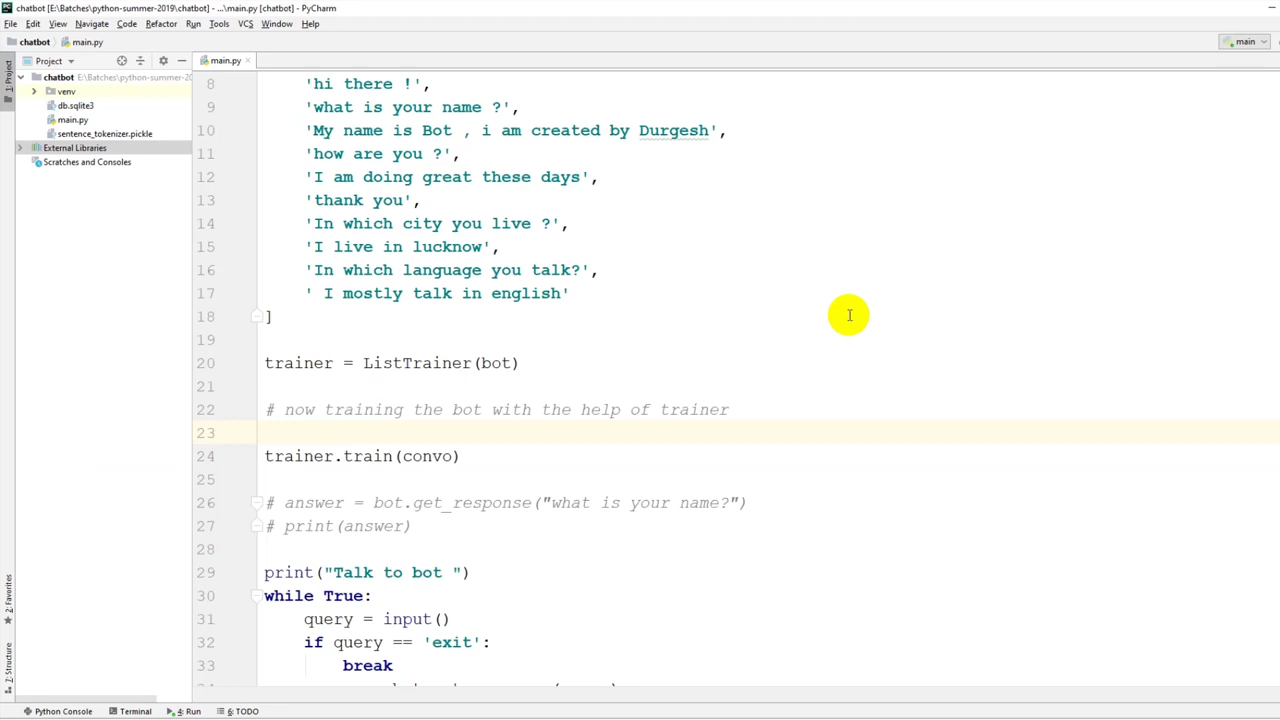 chatbot [E:\Batches\python-summer-2019\chatbot] - ...\main.py [chatbot] - PyCharm
File Edit View Navigate Code Refactor Run Tools VCS Window Help
chatbot main.py main
1: Project
Project main.py
chatbot E:\Batches\python-summer-20
venv
db.sqlite3
main.py
sentence_tokenizer.pickle
External Libraries
Scratches and Consoles
8 'hi there !',
9 'what is your name ?',
10 'My name is Bot , i am created by Durgesh',
11 'how are you ?',
12 'I am doing great these days',
13 'thank you',
14 'In which city you live ?',
15 'I live in lucknow',
16 'In which language you talk?',
17 ' I mostly talk in english'
18 ]
19
20 trainer = ListTrainer(bot)
21
22 # now training the bot with the help of trainer
23
24 trainer.train(convo)
25
26 # answer = bot.get_response("what is your name?")
27 # print(answer)
28
29 print("Talk to bot ")
30 while True:
31 query = input()
32 if query == 'exit':
33 break
2: Favorites
7: Structure
Python Console Terminal 4: Run 6: TODO